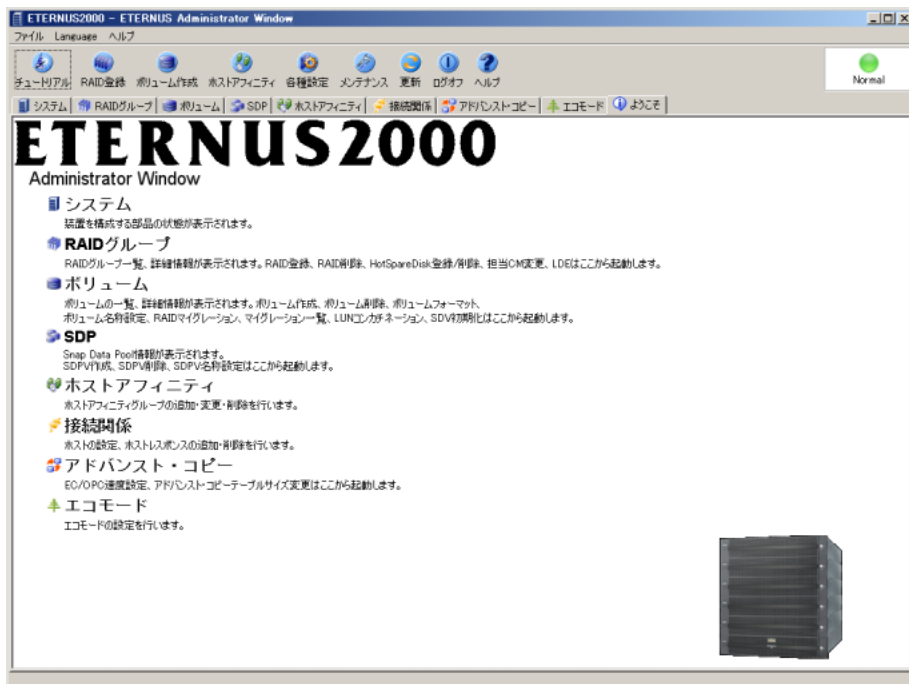 ETERNUS2000 - ETERNUS Administrator Window
ファイル Language ヘルプ
チュートリアル RAID登録 ボリューム作成 ホストアフィニティ 各種設定 メンテナンス 更新 ログオフ ヘルプ Normal
システム RAIDグループ ボリューム SDP ホストアフィニティ 接続関係 アドバンスト・コピー エコモード ようこそ
ETERNUS2000
Administrator Window
システム
装置を構成する部品の状態が表示されます。
RAIDグループ
RAIDグループ一覧、詳細情報が表示されます。RAID登録、RAID削除、HotSpareDisk登録/削除、担当CM変更、LDEはここから起動します。
ボリューム
ボリュームの一覧、詳細情報が表示されます。ボリューム作成、ボリューム削除、ボリュームフォーマット、
ボリューム名称設定、RAIDマイグレーション、マイグレーション一覧、LUNコンカチネーション、SDV初期化はここから起動します。
SDP
Snap Data Pool情報が表示されます。
SDPV作成、SDPV削除、SDPV名称設定はここから起動します。
ホストアフィニティ
ホストアフィニティグループの追加・変更・削除を行います。
接続関係
ホストの設定、ホストレスポンスの追加・削除を行います。
アドバンスト・コピー
EC/OPC速度設定、アドバンスト・コピーテーブルサイズ変更はここから起動します。
エコモード
エコモードの設定を行います。